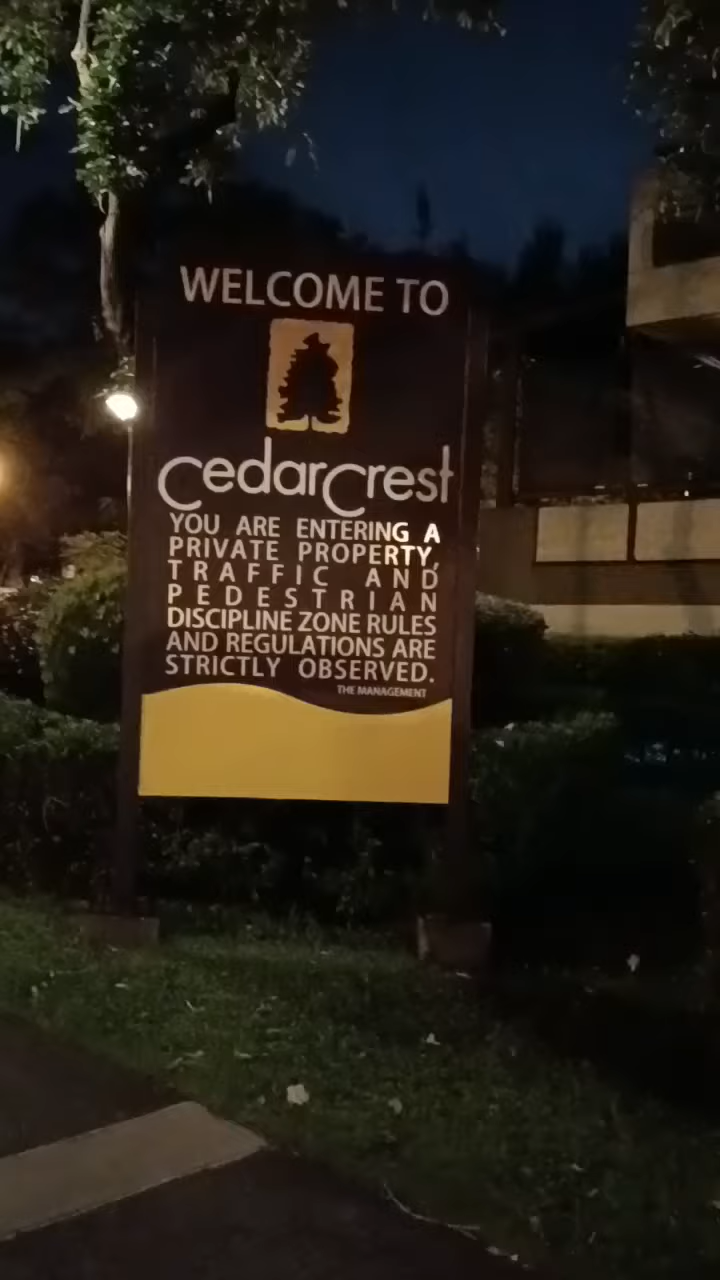 WELCOME TO
CedarCrest
YOU ARE ENTERING A
PRIVATE PROPERTY,
TRAFFIC AND
PEDESTRIAN
DISCIPLINE ZONE RULES
AND REGULATIONS ARE
STRICTLY OBSERVED.
THE MANAGEMENT